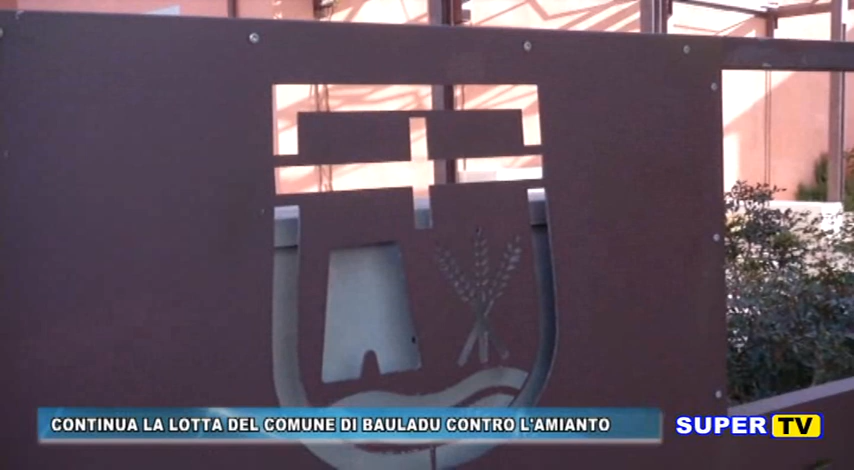 CONTINUA LA LOTTA DEL COMUNE DI BAULADU CONTRO L'AMIANTO
SUPER TV